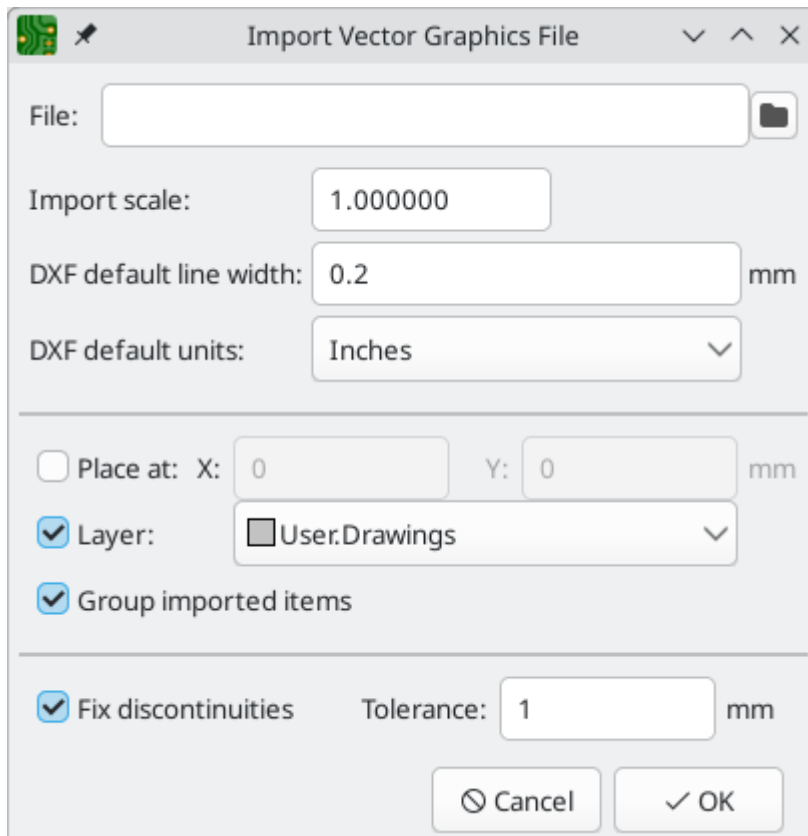 Import Vector Graphics File
File:
Import scale: 1.000000
DXF default line width: 0.2 mm
DXF default units: Inches
Place at: X: 0 Y: 0 mm
Layer: User.Drawings
Group imported items
Fix discontinuities Tolerance: 1 mm
Cancel OK